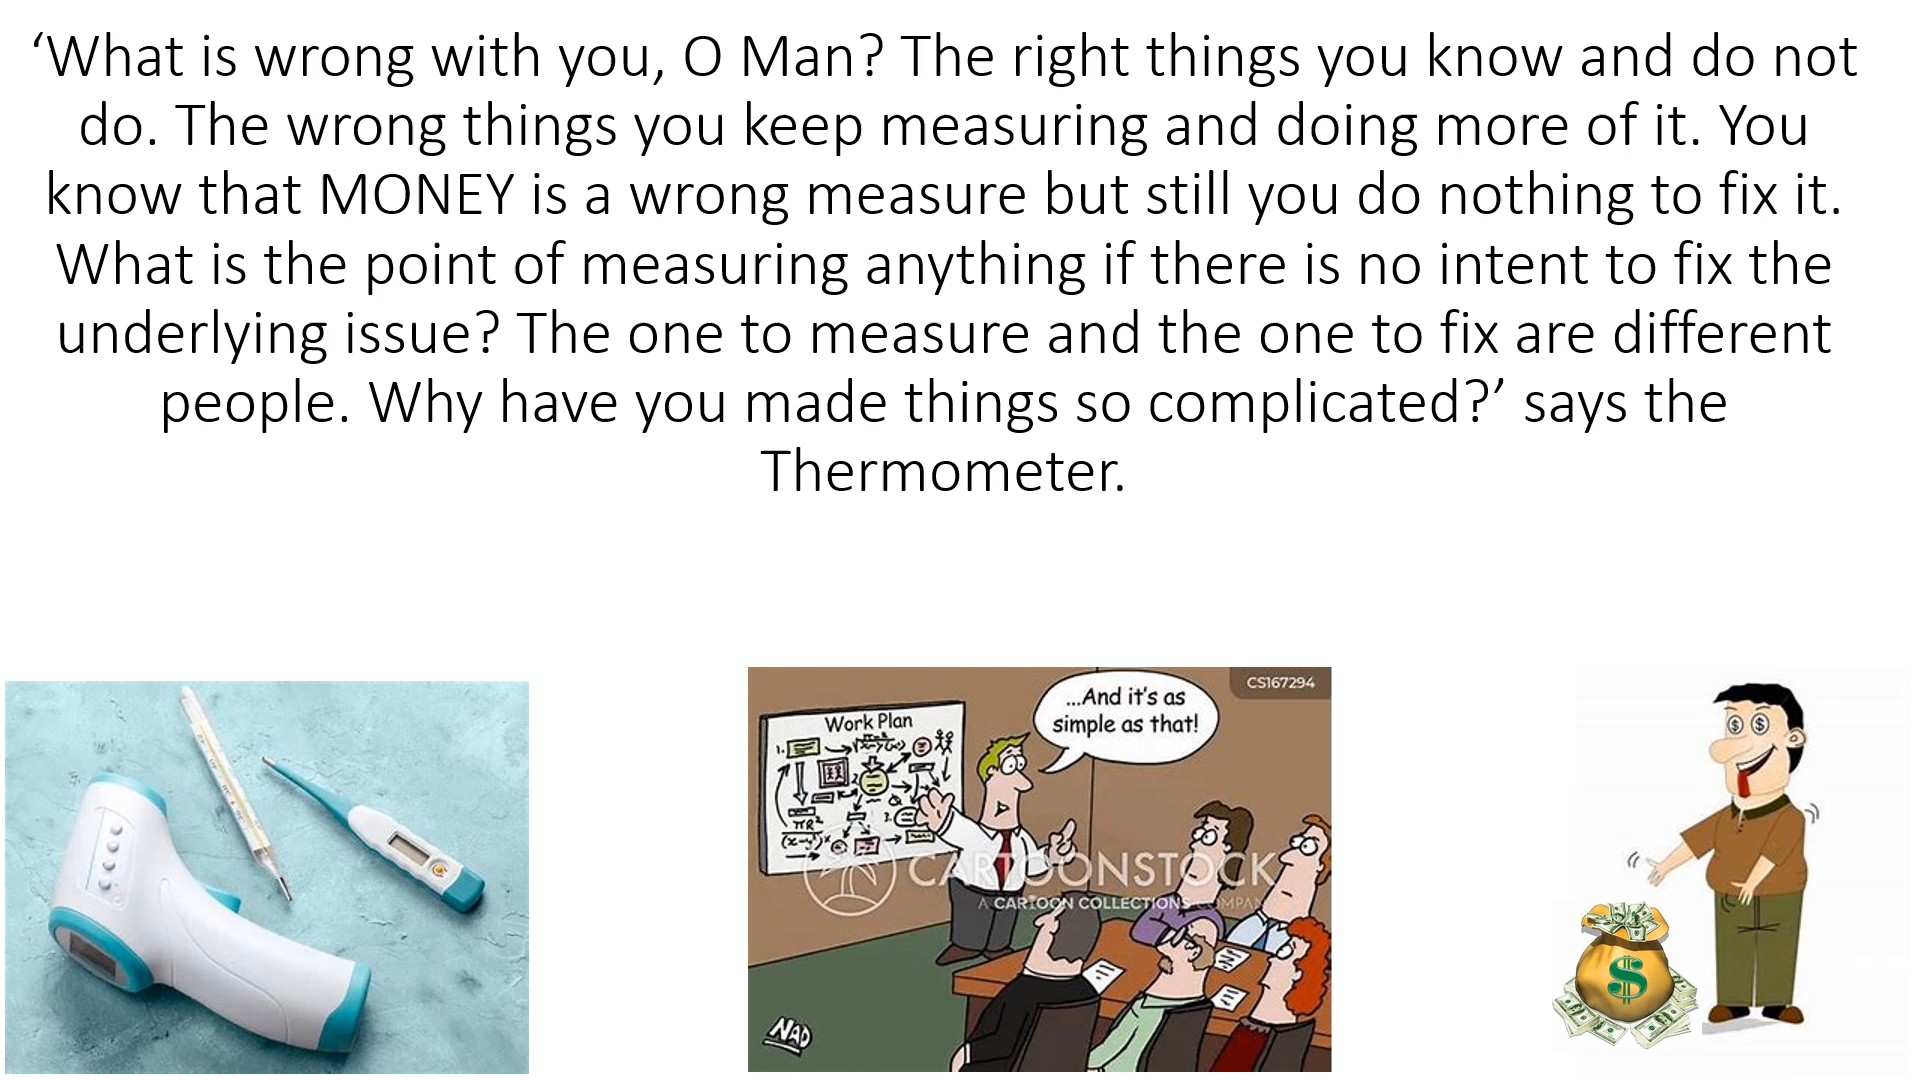 ‘What is wrong with you, O Man? The right things you know and do not
do. The wrong things you keep measuring and doing more of it. You
know that MONEY is a wrong measure but still you do nothing to fix it.
What is the point of measuring anything if there is no intent to fix the
underlying issue? The one to measure and the one to fix are different
people. Why have you made things so complicated?’ says the
Thermometer.
CS167294
...And it's as
simple as that!
Work Plan
1.
2.
3.
πR²
CARTOONSTOCK
A CARTOON COLLECTIONS COMPANY
NAD
$ $
$